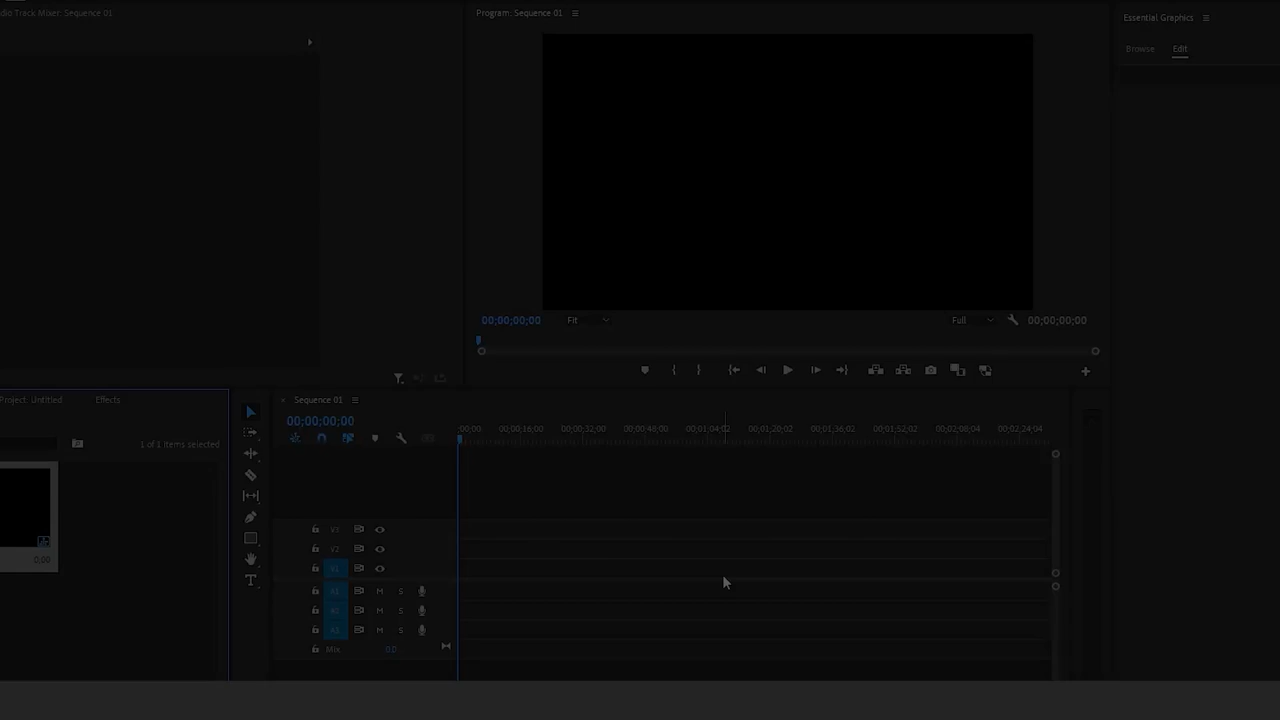 dio Track Mixer: Sequence 01
Program: Sequence 01
Essential Graphics
Browse Edit
00;00;00;00 Fit Full 00;00;00;00
Project: Untitled Effects
Sequence 01
00;00;00;00
1 of 1 items selected
00;00; 00;00;16;00 00;00;32;00 00;00;48;00 00;01;04;02 00;01;20;02 00;01;36;02 00;01;52;02 00;02;08;04 00;02;24;04
V3
V2
V1
0;00
A1 M S
A2 M S
A3 M S
Mix 0.0
T